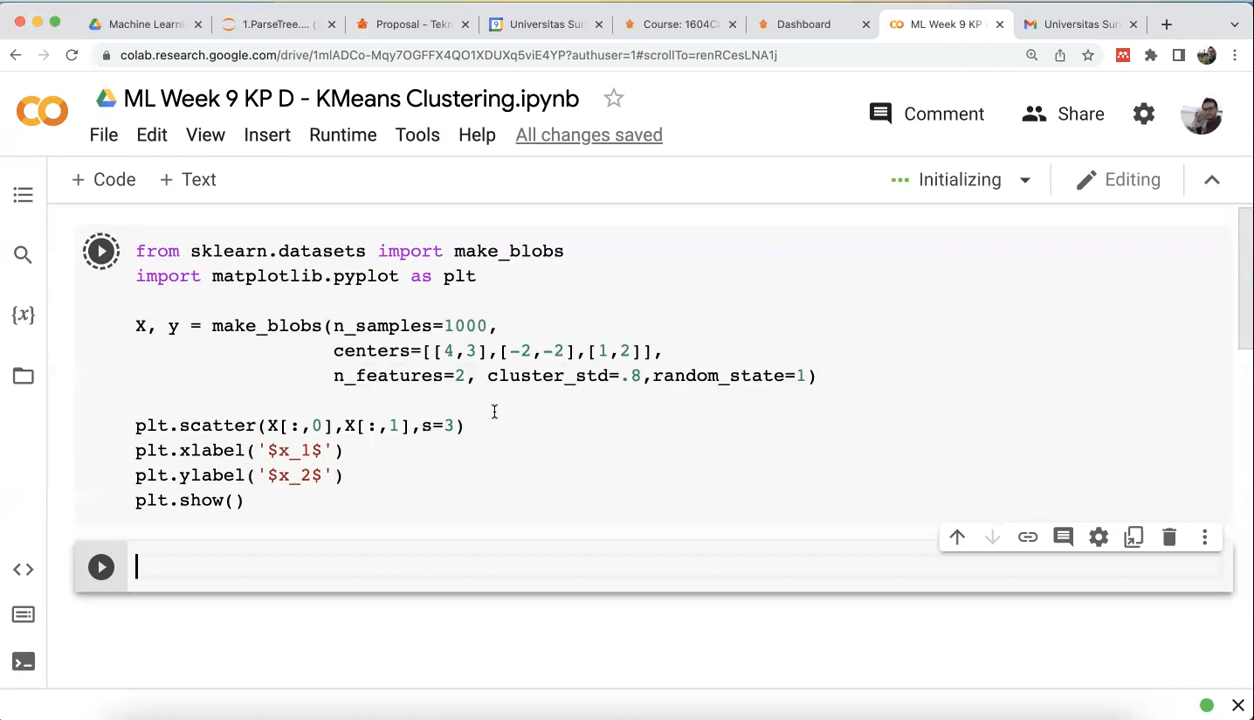 Machine Learni
1.ParseTree....
Proposal - Tekn
Universitas Sur
Course: 1604C
Dashboard
ML Week 9 KP
Universitas Sur
colab.research.google.com/drive/1mlADCo-Mqy7OGFFX4QO1XDUXq5viE4YP?authuser=1#scrollTo=renRCesLNA1j
ML Week 9 KP D - KMeans Clustering.ipynb
Comment
Share
File Edit View Insert Runtime Tools Help All changes saved
+ Code + Text
Initializing
Editing
from sklearn.datasets import make_blobs
import matplotlib.pyplot as plt
X, y = make_blobs(n_samples=1000,
centers=[[4,3],[-2,-2],[1,2]],
n_features=2, cluster_std=.8,random_state=1)
plt.scatter(X[:,0],X[:,1],s=3)
plt.xlabel('$x_1$')
plt.ylabel('$x_2$')
plt.show()